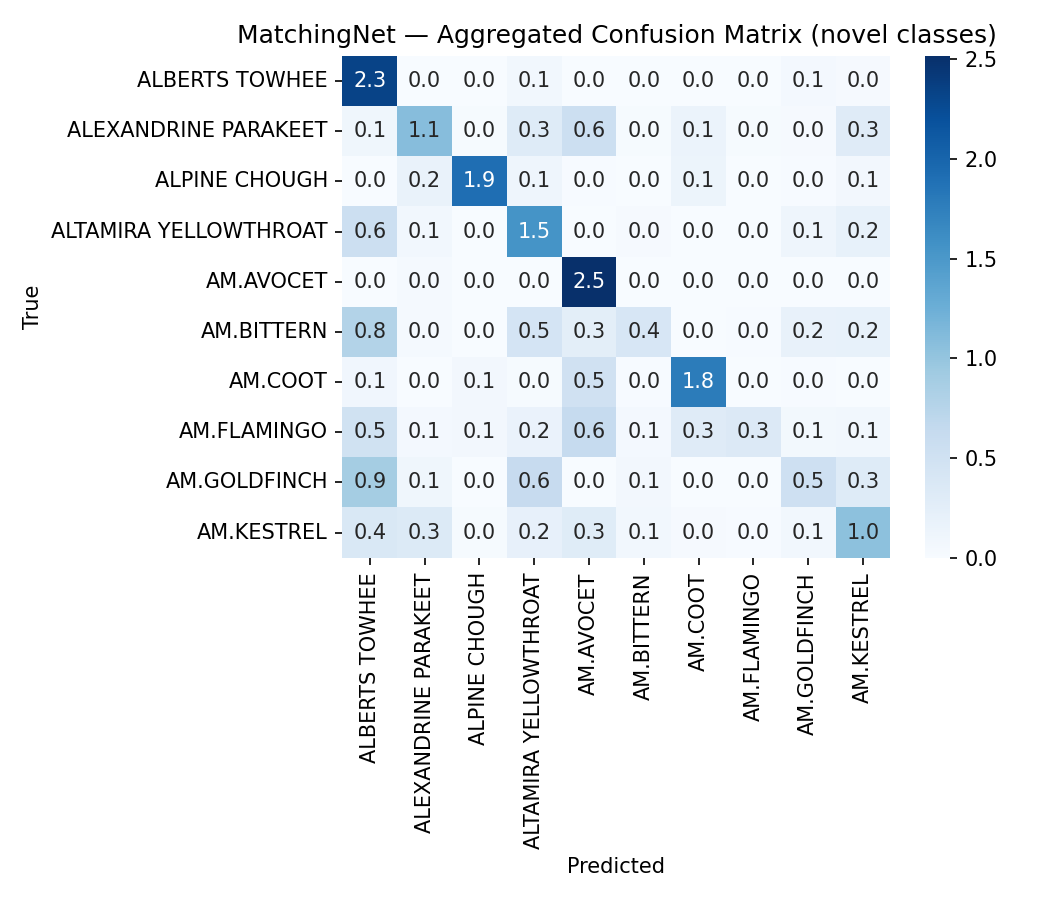 MatchingNet — Aggregated Confusion Matrix (novel classes)
ALBERTS TOWHEE 2.3 0.0 0.0 0.1 0.0 0.0 0.0 0.0 0.1 0.0
ALEXANDRINE PARAKEET 0.1 1.1 0.0 0.3 0.6 0.0 0.1 0.0 0.0 0.3
ALPINE CHOUGH 0.0 0.2 1.9 0.1 0.0 0.0 0.1 0.0 0.0 0.1
ALTAMIRA YELLOWTHROAT 0.6 0.1 0.0 1.5 0.0 0.0 0.0 0.0 0.1 0.2
AM.AVOCET 0.0 0.0 0.0 0.0 2.5 0.0 0.0 0.0 0.0 0.0
AM.BITTERN 0.8 0.0 0.0 0.5 0.3 0.4 0.0 0.0 0.2 0.2
AM.COOT 0.1 0.0 0.1 0.0 0.5 0.0 1.8 0.0 0.0 0.0
AM.FLAMINGO 0.5 0.1 0.1 0.2 0.6 0.1 0.3 0.3 0.1 0.1
AM.GOLDFINCH 0.9 0.1 0.0 0.6 0.0 0.1 0.0 0.0 0.5 0.3
AM.KESTREL 0.4 0.3 0.0 0.2 0.3 0.1 0.0 0.0 0.1 1.0
True
ALBERTS TOWHEE
ALEXANDRINE PARAKEET
ALPINE CHOUGH
ALTAMIRA YELLOWTHROAT
AM.AVOCET
AM.BITTERN
AM.COOT
AM.FLAMINGO
AM.GOLDFINCH
AM.KESTREL
Predicted
2.5
2.0
1.5
1.0
0.5
0.0